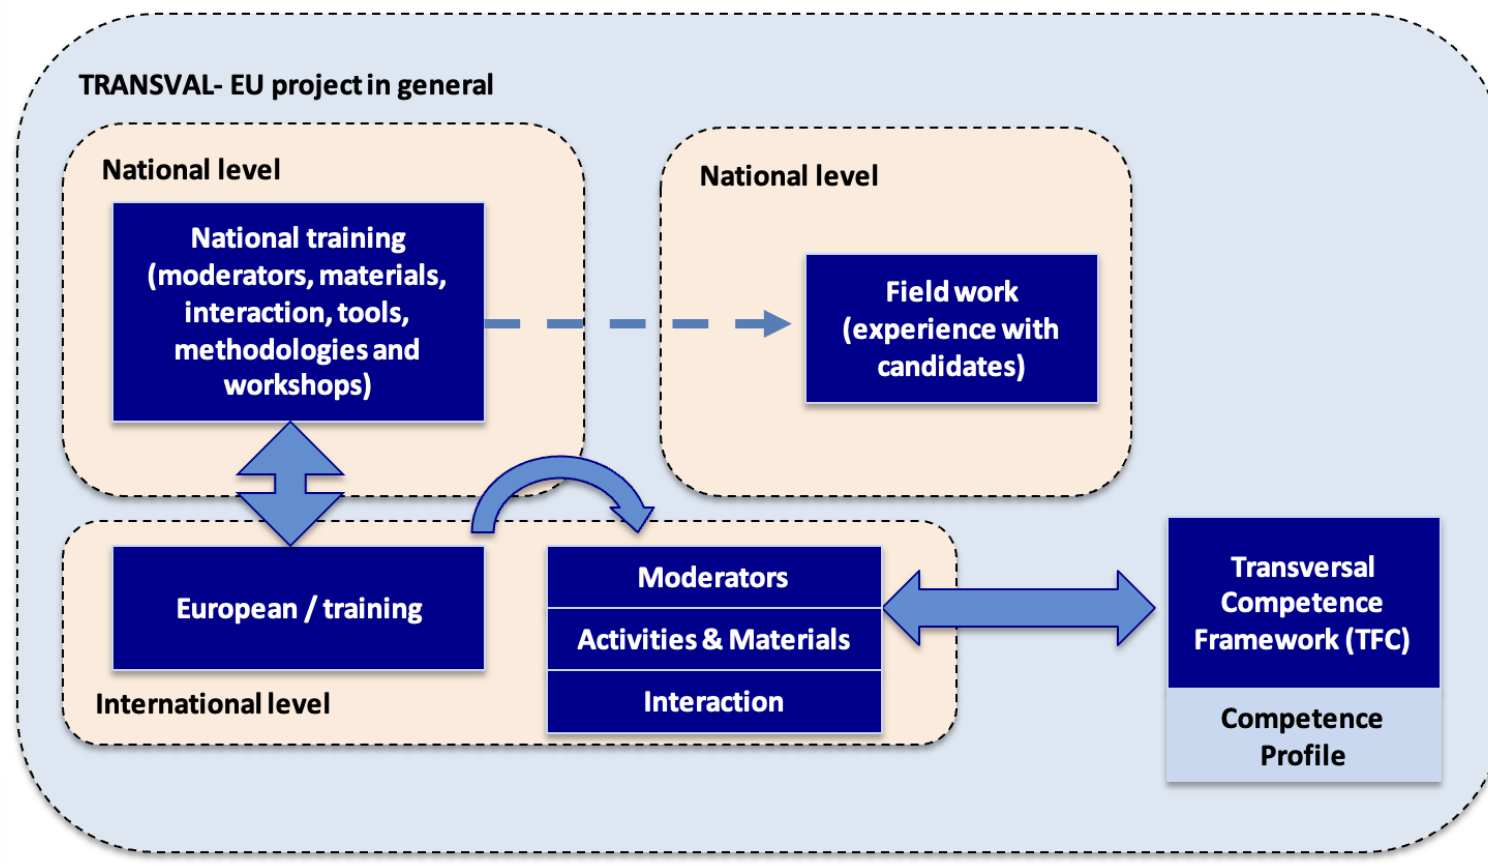 TRANSVAL- EU project in general
National level
National training
(moderators, materials,
interaction, tools,
methodologies and
workshops)
National level
Field work
(experience with
candidates)
European / training
International level
Moderators
Activities & Materials
Interaction
Transversal
Competence
Framework (TFC)
Competence
Profile